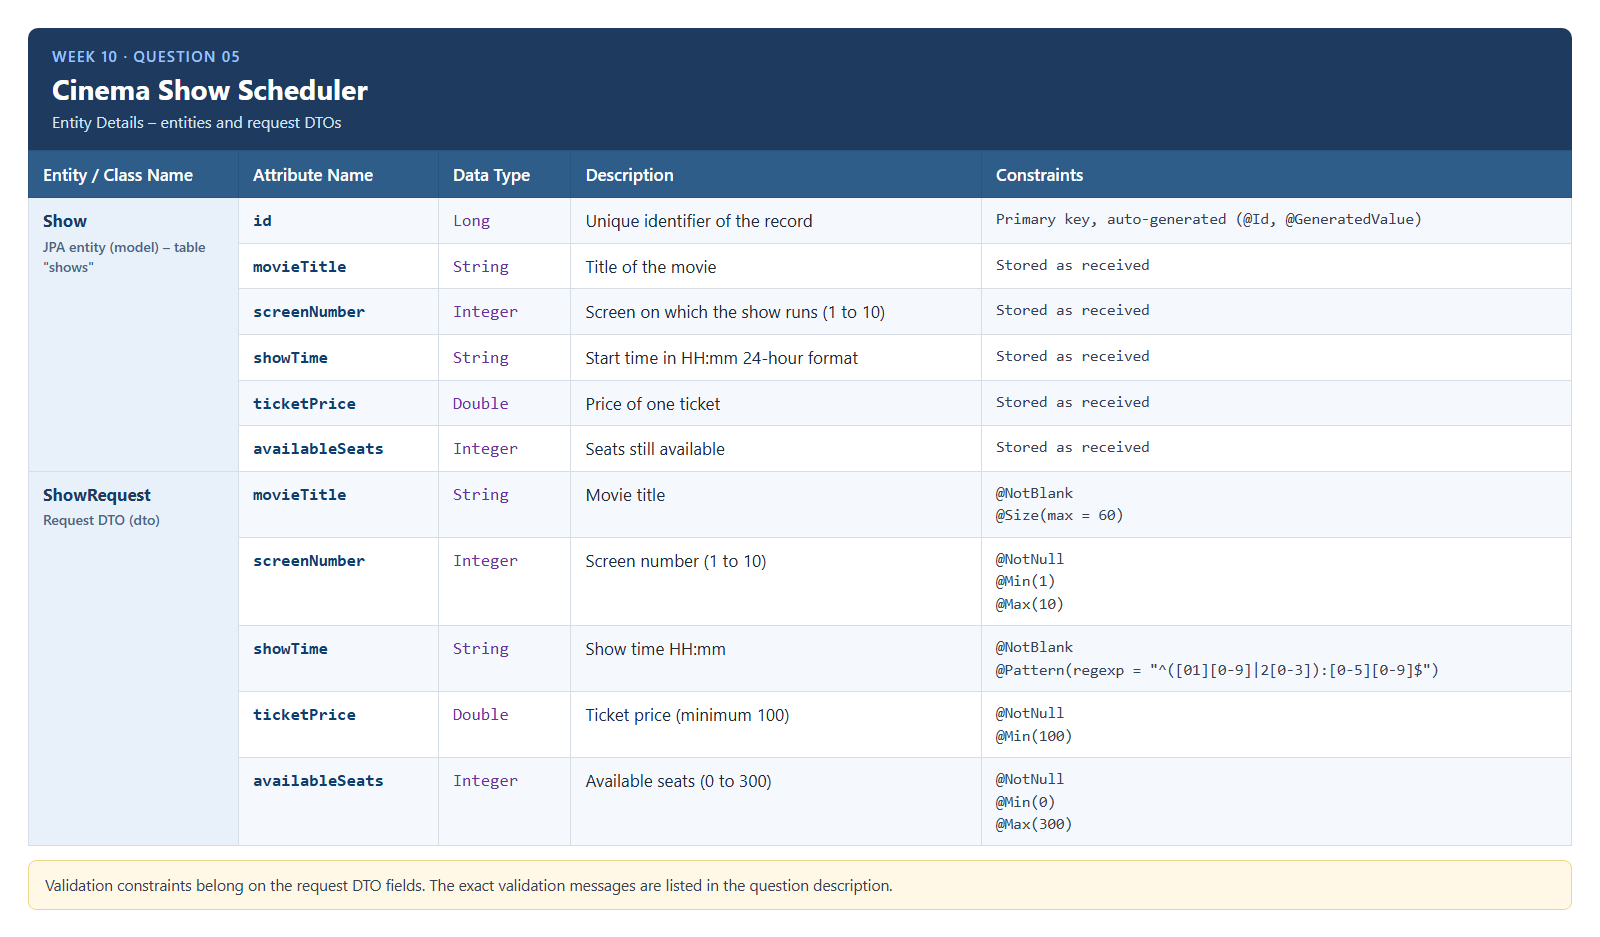 WEEK 10 · QUESTION 05
Cinema Show Scheduler
Entity Details – entities and request DTOs
Entity / Class Name Attribute Name Data Type Description Constraints
Show
JPA entity (model) – table
"shows"
id Long Unique identifier of the record Primary key, auto-generated (@Id, @GeneratedValue)
movieTitle String Title of the movie Stored as received
screenNumber Integer Screen on which the show runs (1 to 10) Stored as received
showTime String Start time in HH:mm 24-hour format Stored as received
ticketPrice Double Price of one ticket Stored as received
availableSeats Integer Seats still available Stored as received
ShowRequest
Request DTO (dto)
movieTitle String Movie title @NotBlank
@Size(max = 60)
screenNumber Integer Screen number (1 to 10) @NotNull
@Min(1)
@Max(10)
showTime String Show time HH:mm @NotBlank
@Pattern(regexp = "^([01][0-9]|2[0-3]):[0-5][0-9]$")
ticketPrice Double Ticket price (minimum 100) @NotNull
@Min(100)
availableSeats Integer Available seats (0 to 300) @NotNull
@Min(0)
@Max(300)
Validation constraints belong on the request DTO fields. The exact validation messages are listed in the question description.